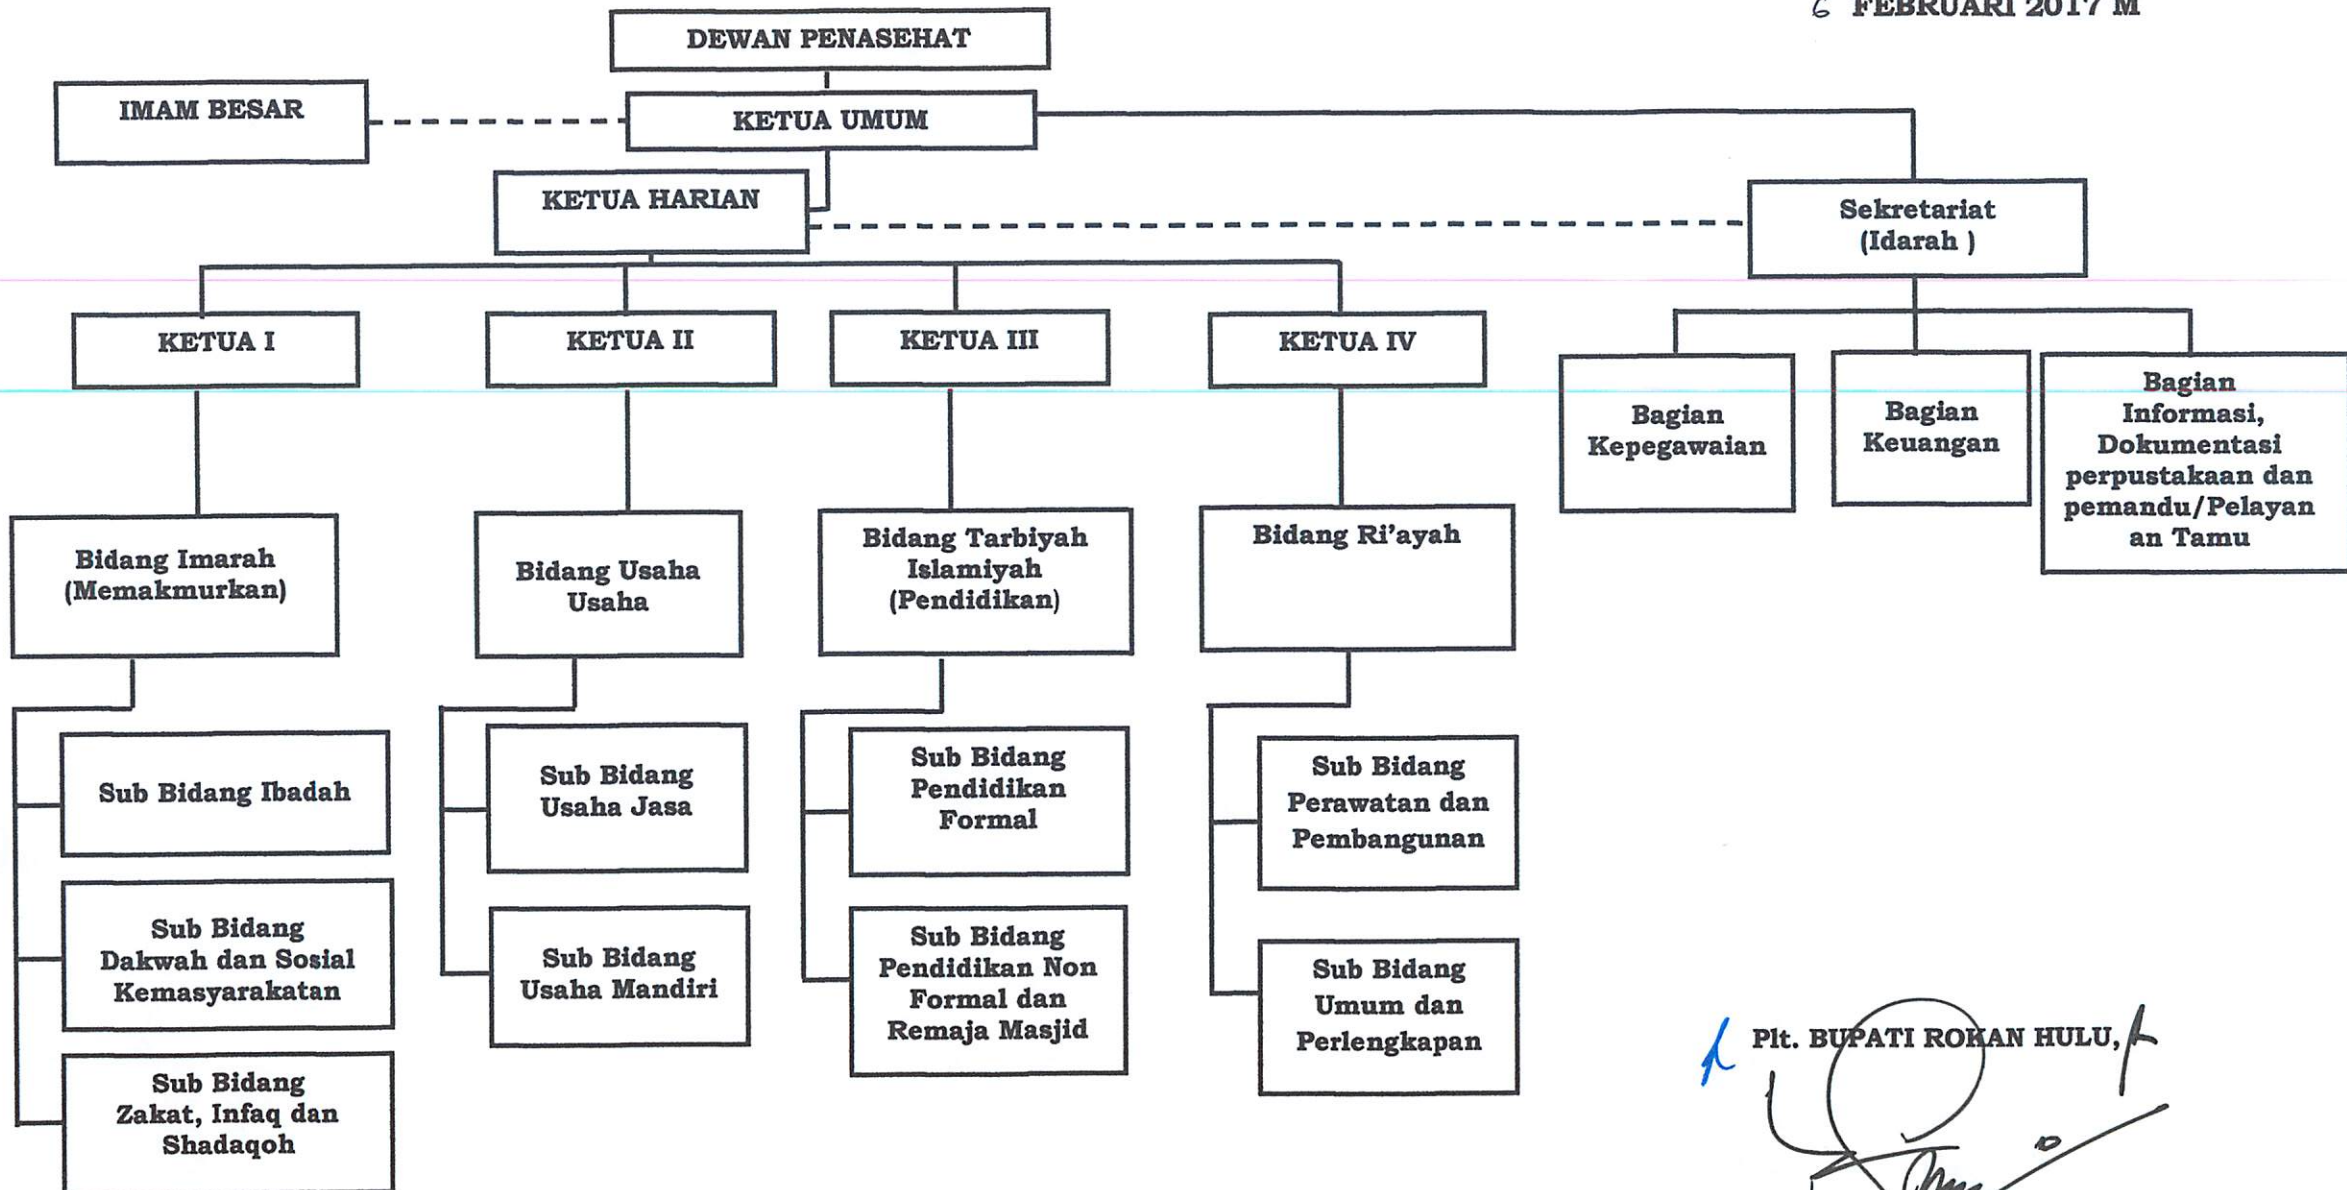 6 FEBRUARI 2017 M
DEWAN PENASEHAT
IMAM BESAR
KETUA UMUM
KETUA HARIAN
Sekretariat
(Idarah )
KETUA I
KETUA II
KETUA III
KETUA IV
Bagian
Kepegawaian
Bagian
Keuangan
Bagian
Informasi,
Dokumentasi
perpustakaan dan
pemandu/Pelayan
an Tamu
Bidang Imarah
(Memakmurkan)
Bidang Usaha
Usaha
Bidang Tarbiyah
Islamiyah
(Pendidikan)
Bidang Ri’ayah
Sub Bidang Ibadah
Sub Bidang
Dakwah dan Sosial
Kemasyarakatan
Sub Bidang
Zakat, Infaq dan
Shadaqoh
Sub Bidang
Usaha Jasa
Sub Bidang
Usaha Mandiri
Sub Bidang
Pendidikan
Formal
Sub Bidang
Pendidikan Non
Formal dan
Remaja Masjid
Sub Bidang
Perawatan dan
Pembangunan
Sub Bidang
Umum dan
Perlengkapan
Plt. BUPATI ROKAN HULU,